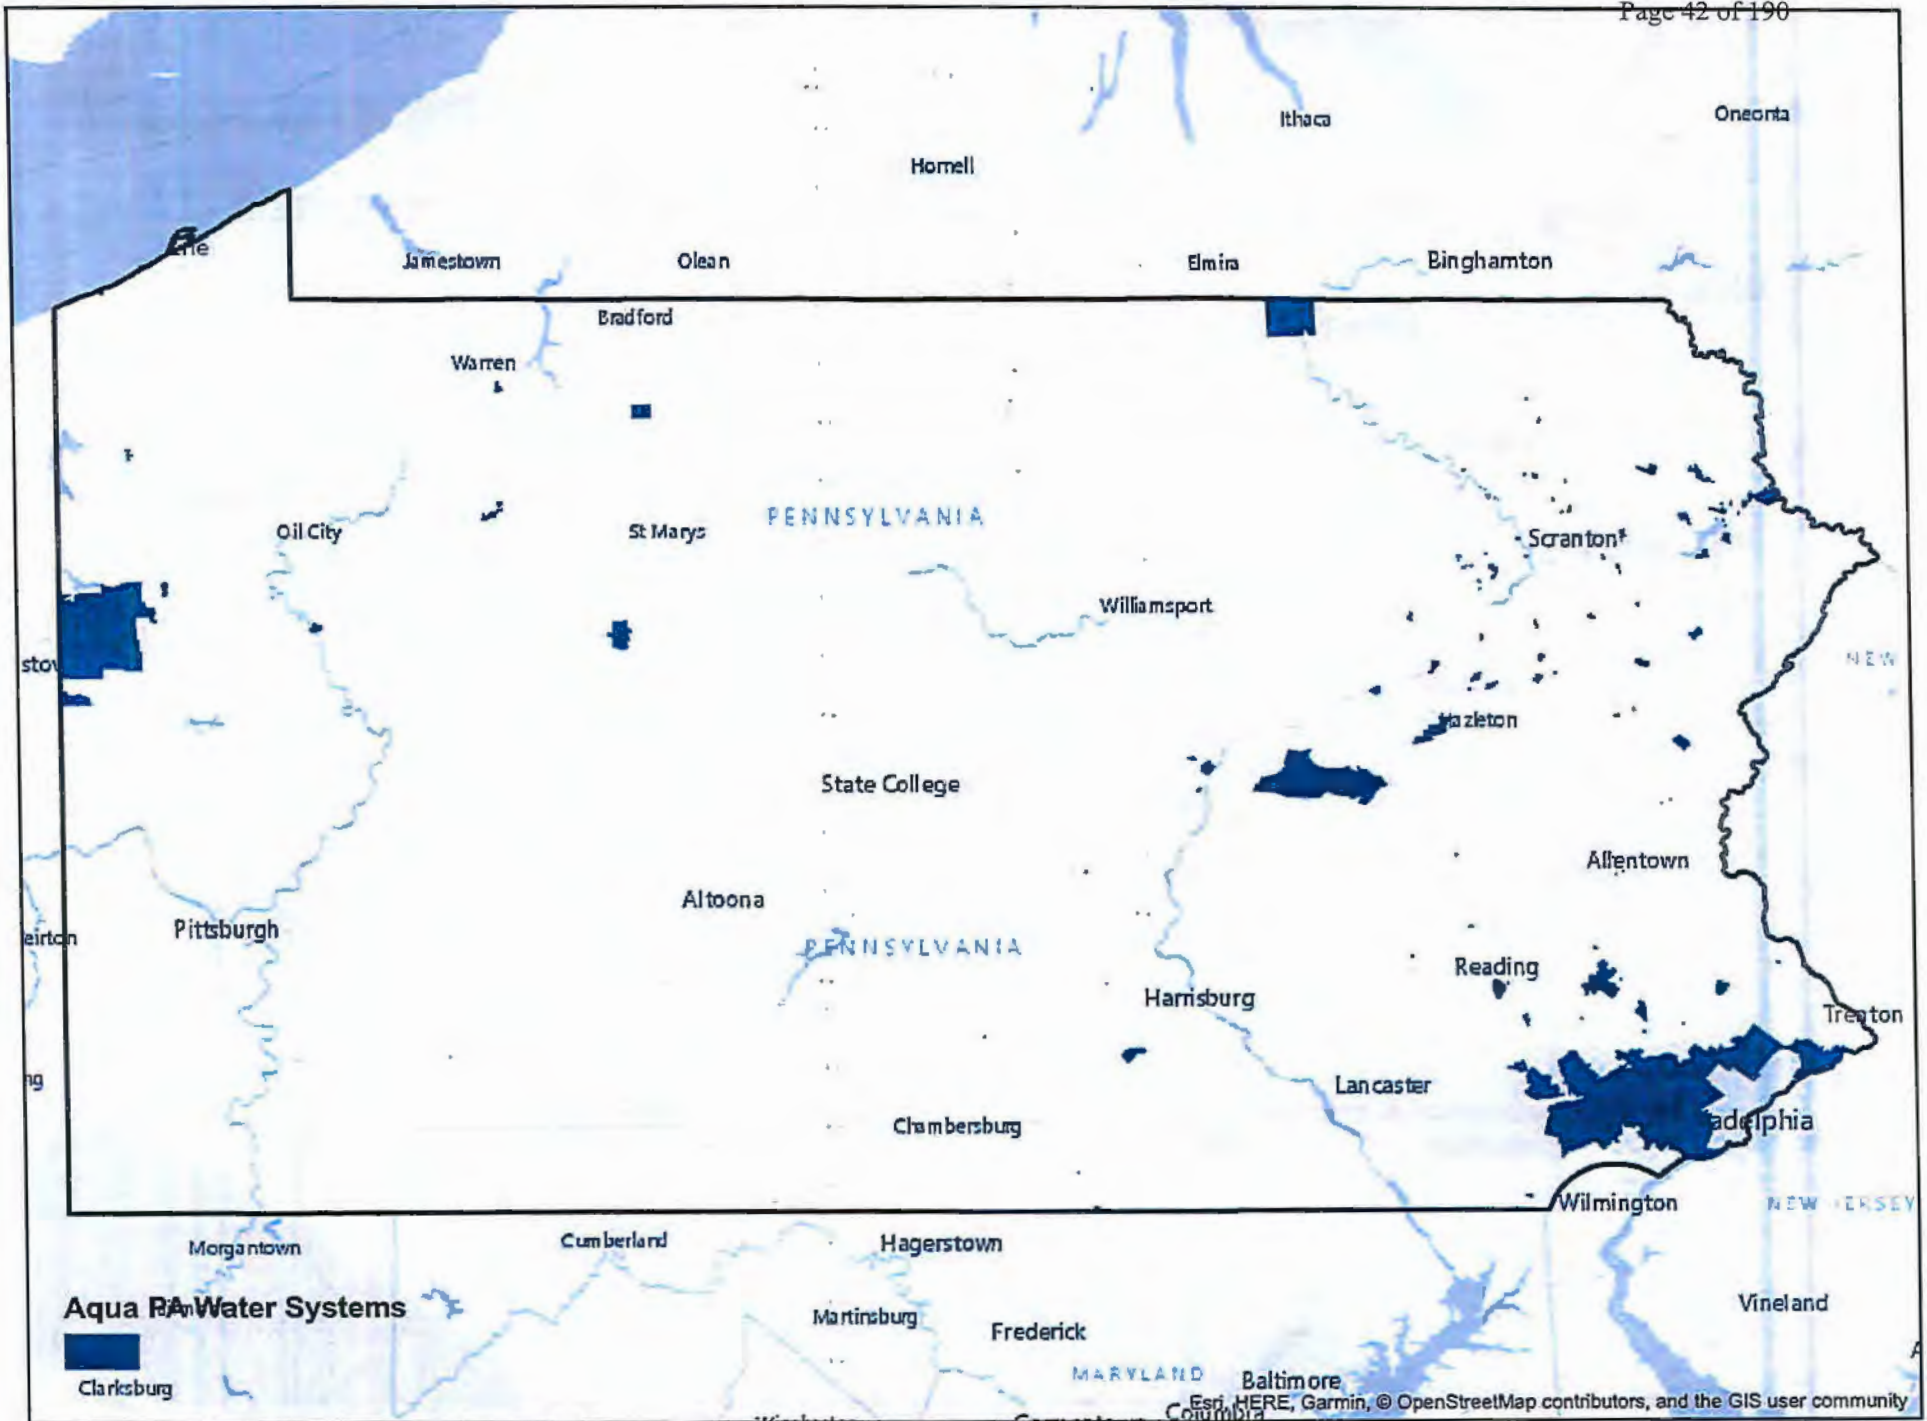 Page 42 of 190
Ithaca
Oneonta
Hornell
Erie
Jamestown
Olean
Elmira
Binghamton
Bradford
Warren
PENNSYLVANIA
Oil City
St Marys
Scranton
Williamsport
NEW
Hazleton
State College
Allentown
Altoona
Pittsburgh
PENNSYLVANIA
Reading
Harrisburg
Trenton
Lancaster
Chambersburg
adelphia
Wilmington
NEW JERSEY
Morgantown
Cumberland
Hagerstown
Aqua PA Water Systems
Martinsburg
Frederick
Vineland
MARYLAND
Baltimore
Clarksburg
Esri, HERE, Garmin, © OpenStreetMap contributors, and the GIS user community
Columbia